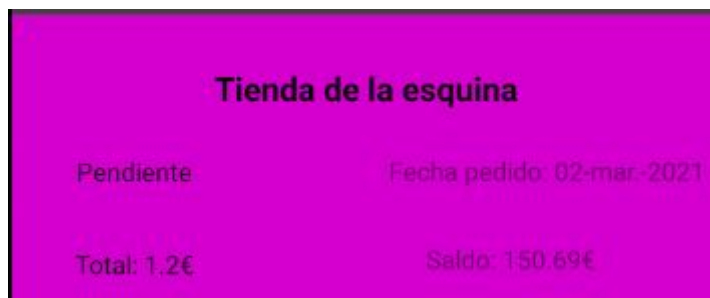 Tienda de la esquina
Pendiente Fecha pedido: 02-mar.-2021
Total: 1.2€ Saldo: 150.69€